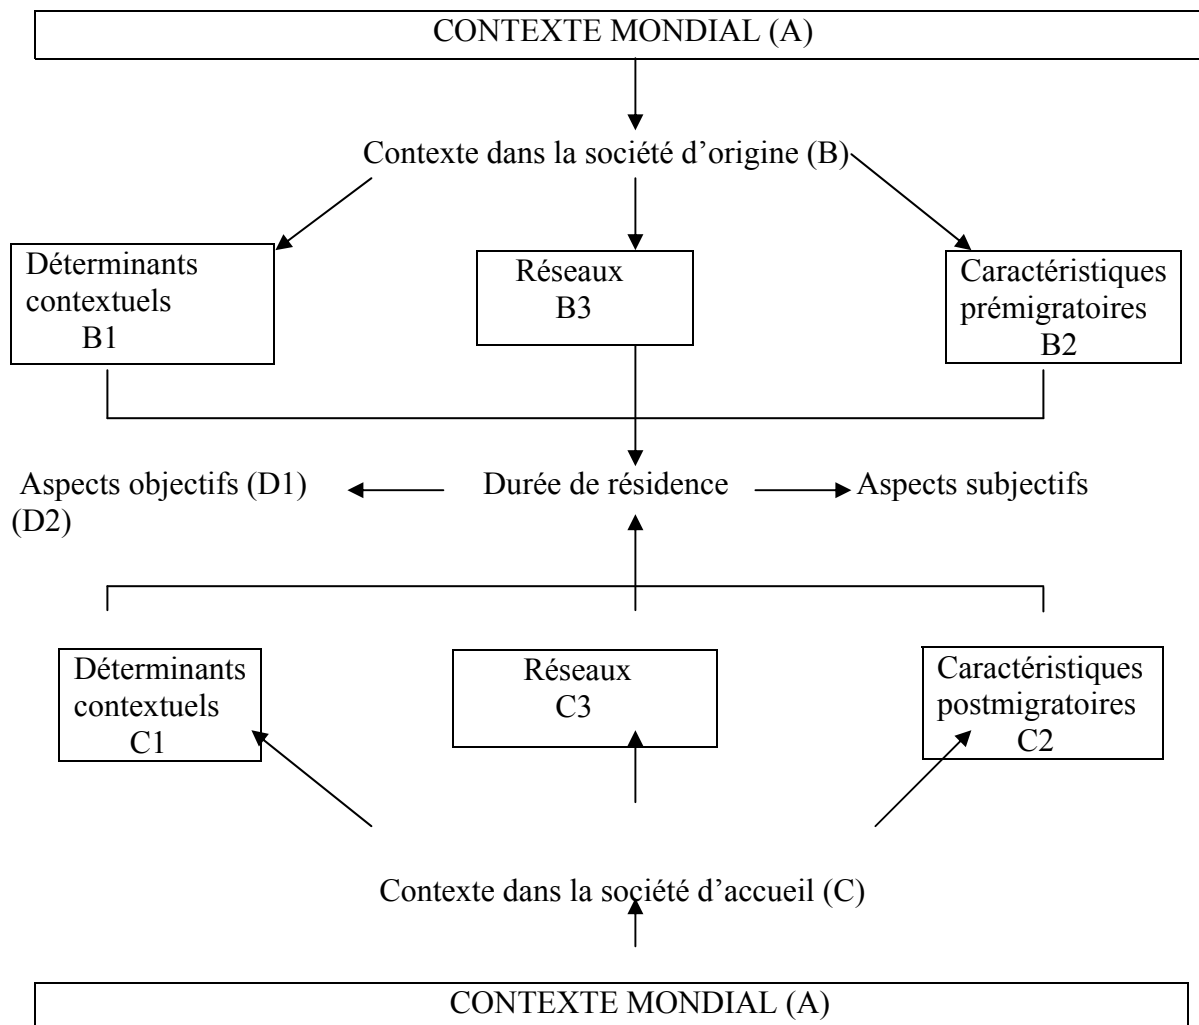 CONTEXTE MONDIAL (A)
Contexte dans la société d’origine (B)
Déterminants
contextuels
B1
Réseaux
B3
Caractéristiques
prémigratoires
B2
Aspects objectifs (D1)
Durée de résidence
Aspects subjectifs
(D2)
Déterminants
contextuels
C1
Réseaux
C3
Caractéristiques
postmigratoires
C2
Contexte dans la société d’accueil (C)
CONTEXTE MONDIAL (A)